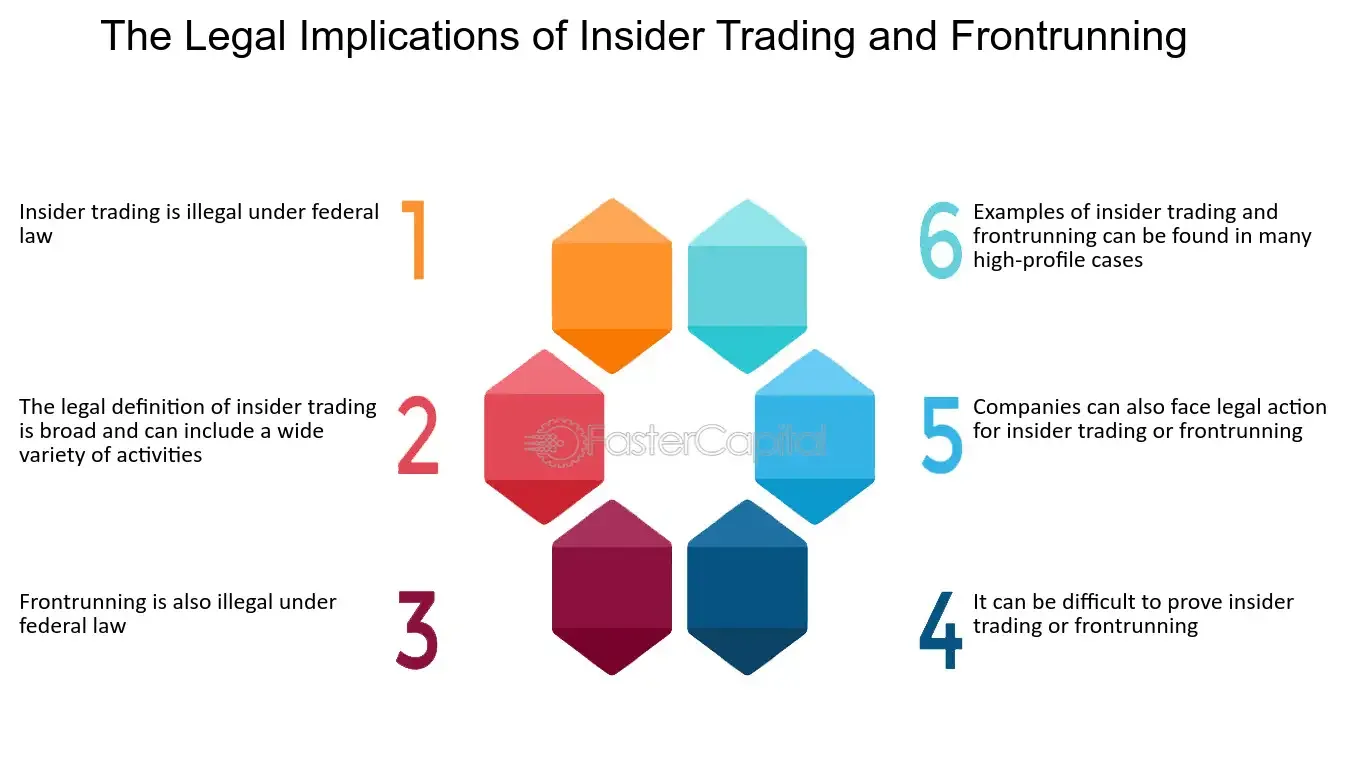 The Legal Implications of Insider Trading and Frontrunning
1
Insider trading is illegal under federal
law
2
The legal definition of insider trading
is broad and can include a wide
variety of activities
3
Frontrunning is also illegal under
federal law
4
It can be difficult to prove insider
trading or frontrunning
5
Companies can also face legal action
for insider trading or frontrunning
6
Examples of insider trading and
frontrunning can be found in many
high-profile cases
FasterCapital